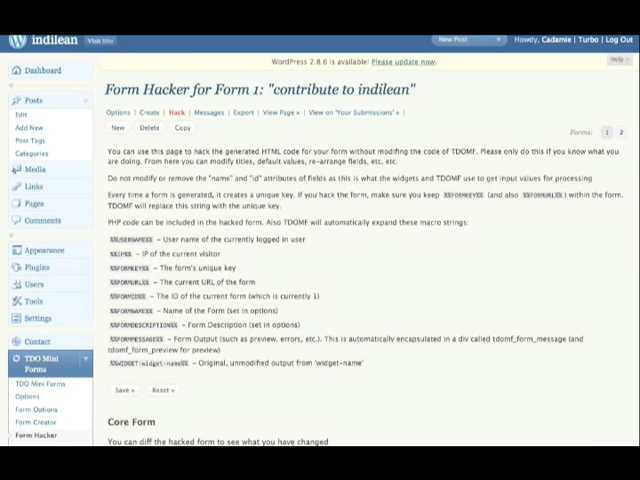 indilean Visit Site New Post Howdy, Cadamie | Turbo | Log Out
WordPress 2.8.6 is available! Please update now. Help
Dashboard
Posts
Edit
Add New
Post Tags
Categories
Media
Links
Pages
Comments
Appearance
Plugins
Users
Tools
Settings
Contact
TDO Mini Forms
TDO Mini Forms
Options
Form Options
Form Creator
Form Hacker
Form Hacker for Form 1: "contribute to indilean"
Options | Create | Hack | Messages | Export | View Page » | View on 'Your Submissions' » |
New Delete Copy Forms: 1 2
You can use this page to hack the generated HTML code for your form without modifing the code of TDOMF. Please only do this if you know what
you are doing. From here you can modify titles, default values, re-arrange fields, etc. etc.
Do not modify or remove the "name" and "id" attributes of fields as this is what the widgets and TDOMF use to get input values for processing
Every time a form is generated, it creates a unique key. If you hack the form, make sure you keep %%FORMKEY%% (and also %%FORMURL%%) within the form.
TDOMF will replace this string with the unique key.
PHP code can be included in the hacked form. Also TDOMF will automatically expand these macro strings:
%%USERNAME%% – User name of the currently logged in user
%%IP%% – IP of the current visitor
%%FORMKEY%% – The form's unique key
%%FORMURL%% – The current URL of the form
%%FORMID%% – The ID of the current form (which is currently 1)
%%FORMNAME%% – Name of the Form (set in options)
%%FORMDESCRIPTION%% – Form Description (set in options)
%%FORMMESSAGE%% – Form Output (such as preview, errors, etc.). This is automatically encapsulated in a div called tdomf_form_message (and
tdomf_form_preview for preview)
%%WIDGET:widget-name%% – Original, unmodified output from 'widget-name'
Save » Reset »
Core Form
You can diff the hacked form to see what you have changed